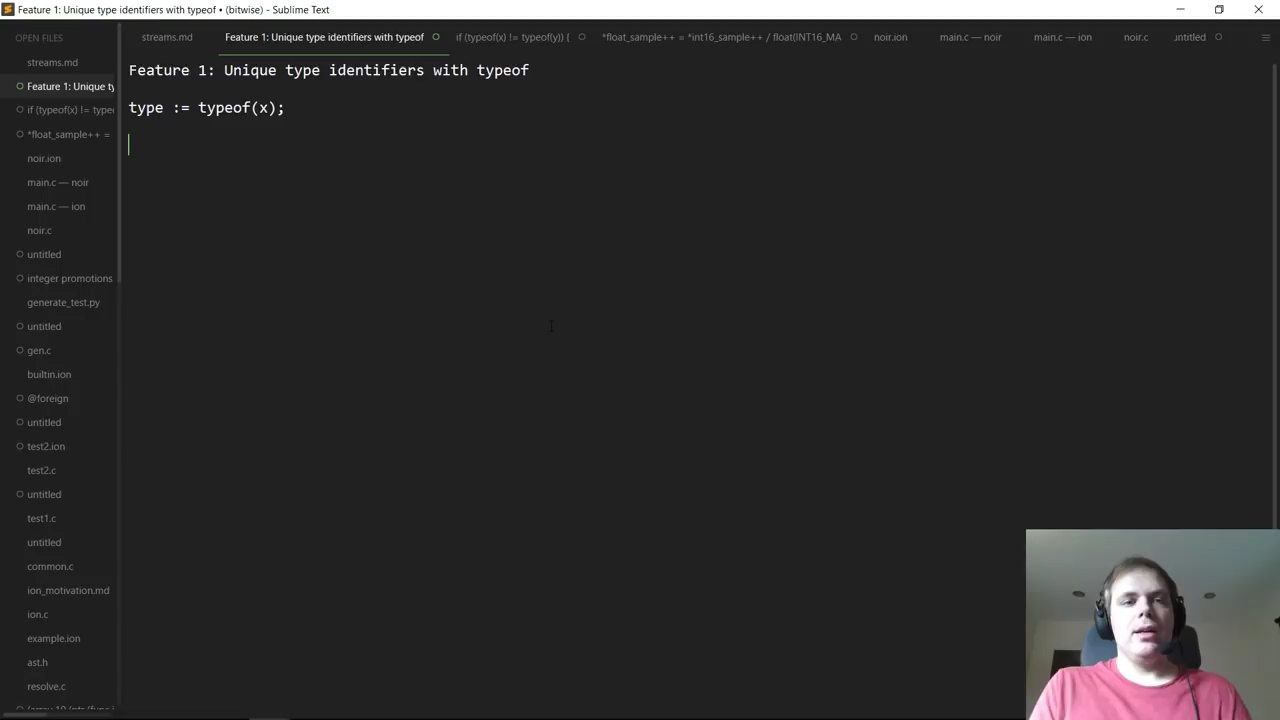 Feature 1: Unique type identifiers with typeof • (bitwise) - Sublime Text
OPEN FILES
streams.md
Feature 1: Unique ty
if (typeof(x) != typeo
*float_sample++ =
noir.ion
main.c — noir
main.c — ion
noir.c
untitled
integer promotions
generate_test.py
untitled
gen.c
builtin.ion
@foreign
untitled
test2.ion
test2.c
untitled
test1.c
untitled
common.c
ion_motivation.md
ion.c
example.ion
ast.h
resolve.c
streams.md
Feature 1: Unique type identifiers with typeof
if (typeof(x) != typeof(y)) {
*float_sample++ = *int16_sample++ / float(INT16_MA
noir.ion
main.c — noir
main.c — ion
noir.c
untitled
Feature 1: Unique type identifiers with typeof
type := typeof(x);